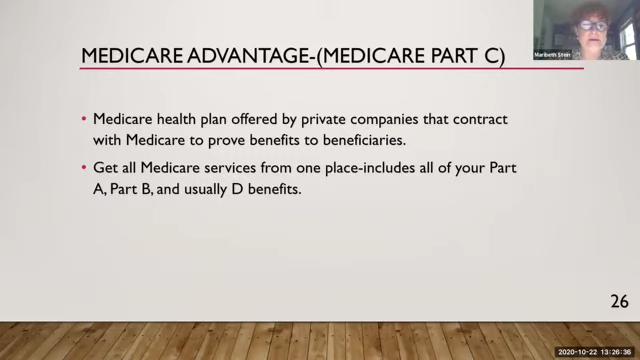 MEDICARE ADVANTAGE-(MEDICARE PART C)
Maribeth Stein
• Medicare health plan offered by private companies that contract
with Medicare to prove benefits to beneficiaries.
• Get all Medicare services from one place-includes all of your Part
A, Part B, and usually D benefits.
26
2020-10-22 13:26:36